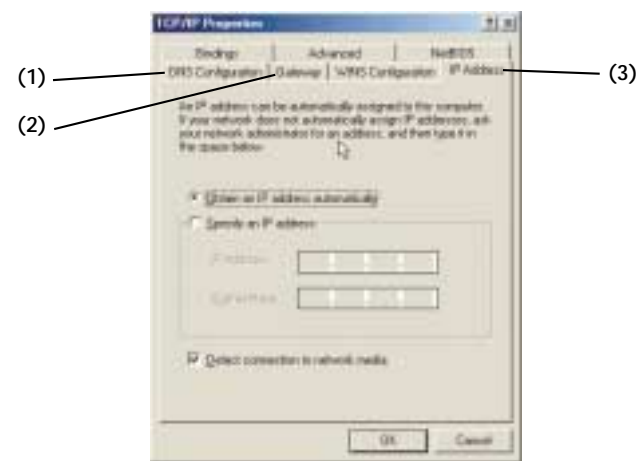 TCP/IP Properties
? X
Bindings Advanced NetBIOS
(1) DNS Configuration Gateway WINS Configuration IP Address (3)
(2)
An IP address can be automatically assigned to this computer.
If your network does not automatically assign IP addresses, ask
your network administrator for an address, and then type it in
the space below.
Obtain an IP address automatically
Specify an IP address:
IP Address:
Subnet Mask:
Detect connection to network media
OK Cancel